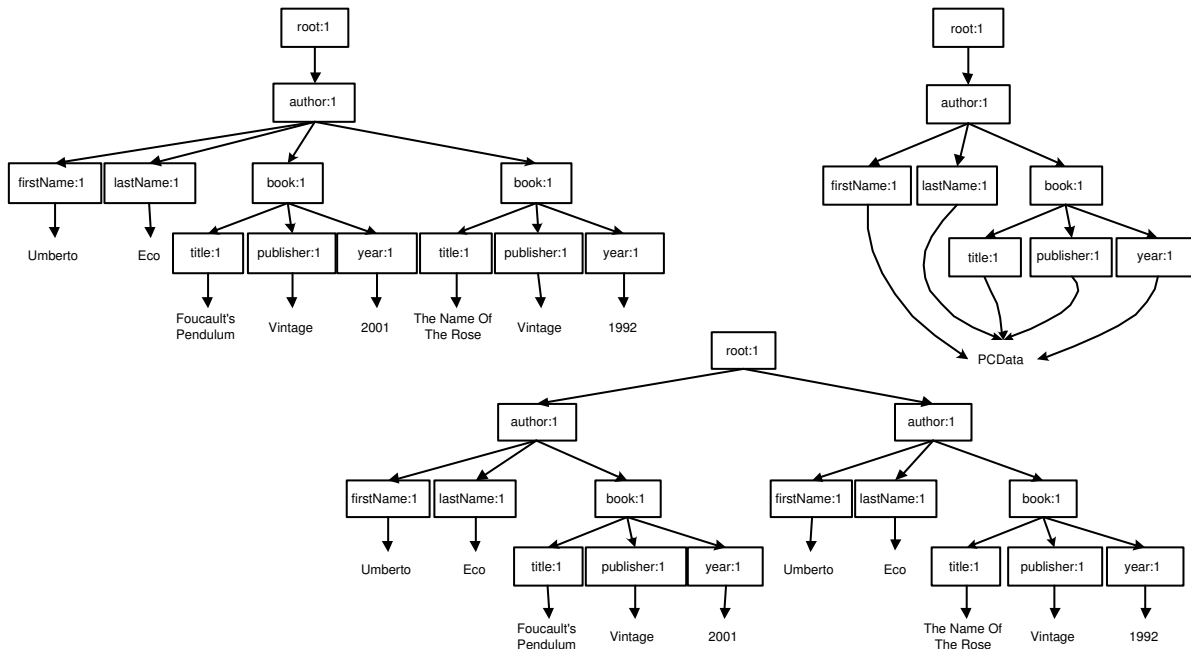 root:1
author:1
firstName:1
lastName:1
book:1
book:1
title:1
publisher:1
year:1
title:1
publisher:1
year:1
Umberto
Eco
Foucault's
Pendulum
Vintage
2001
The Name Of
The Rose
Vintage
1992
root:1
author:1
firstName:1
lastName:1
book:1
title:1
publisher:1
year:1
PCData
root:1
author:1
author:1
firstName:1
lastName:1
book:1
firstName:1
lastName:1
book:1
Umberto
Eco
title:1
publisher:1
year:1
Umberto
Eco
title:1
publisher:1
year:1
Foucault's
Pendulum
Vintage
2001
The Name Of
The Rose
Vintage
1992